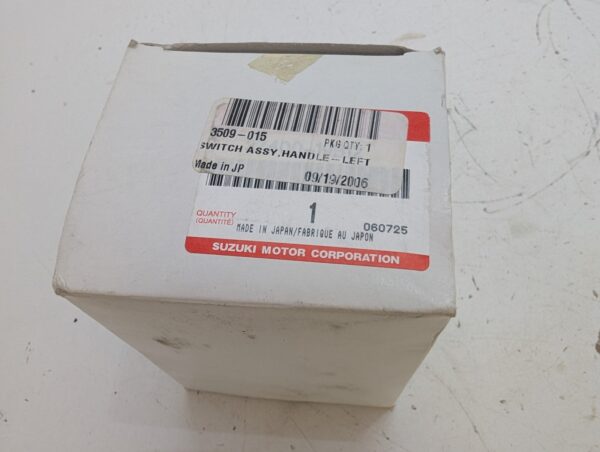 3509-015 PKG QTY: 1
SWITCH ASSY,HANDLE-LEFT
Made in JP 09/19/2006
QUANTITY 1 060725
(QUANTITÉ)
MADE IN JAPAN/FABRIQUE AU JAPON
SUZUKI MOTOR CORPORATION